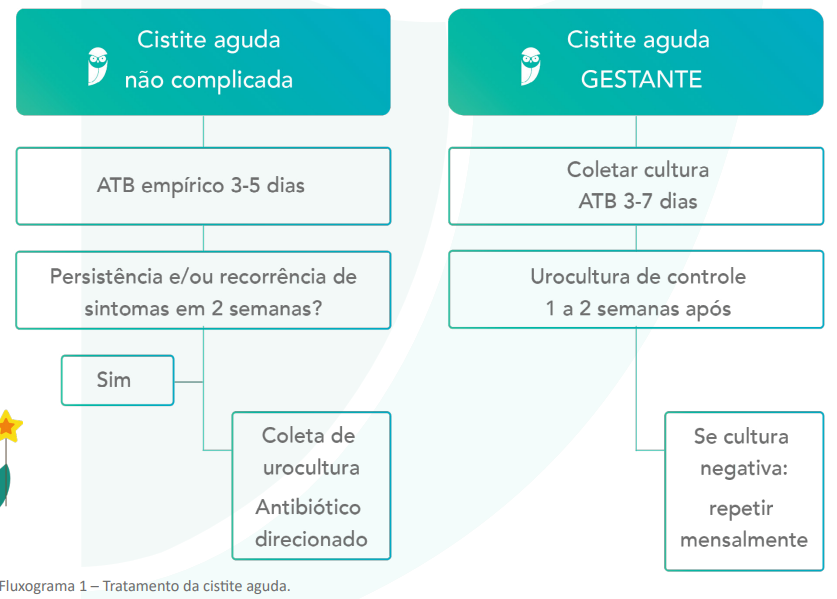 Cistite aguda
não complicada
ATB empírico 3-5 dias
Persistência e/ou recorrência de
sintomas em 2 semanas?
Sim
Coleta de
urocultura
Antibiótico
direcionado
Cistite aguda
GESTANTE
Coletar cultura
ATB 3-7 dias
Urocultura de controle
1 a 2 semanas após
Se cultura
negativa:
repetir
mensalmente
Fluxograma 1 – Tratamento da cistite aguda.